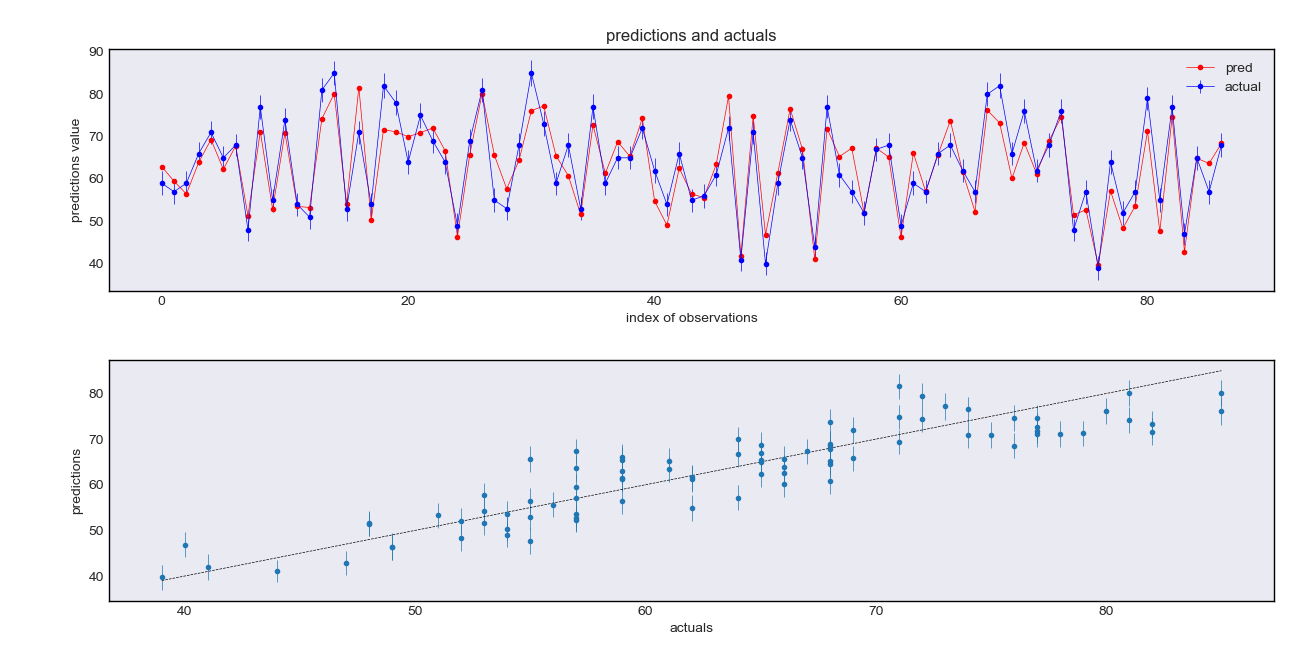 predictions and actuals
90
80
70
60
50
40
predictions value
pred
actual
0 20 40 60 80
index of observations
80
70
60
50
40
predictions
40 50 60 70 80
actuals